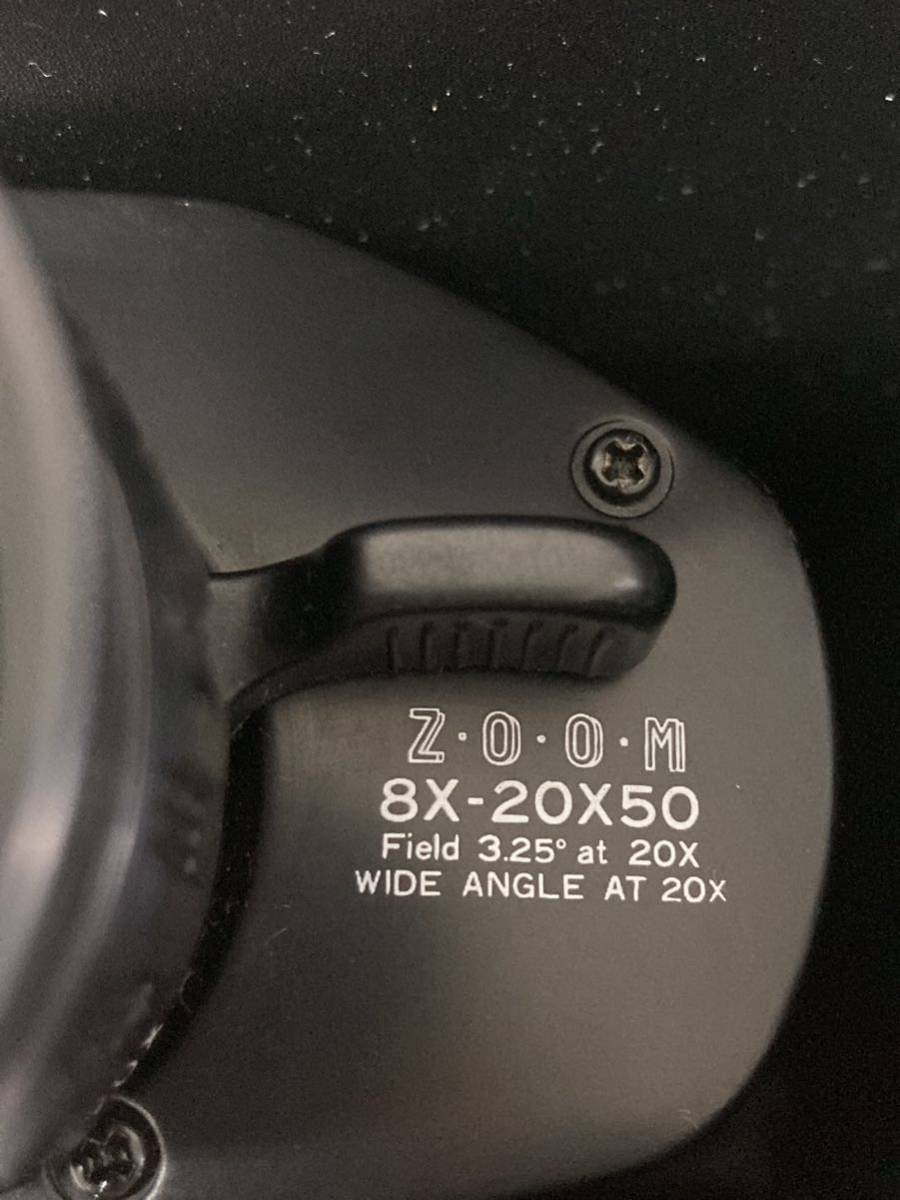 Z·O·O·M
8X-20X50
Field 3.25° at 20X
WIDE ANGLE AT 20X